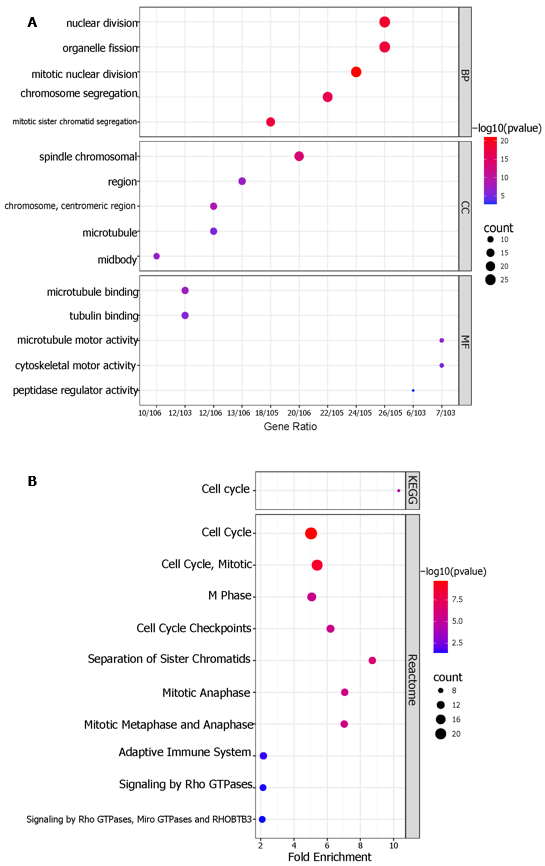 A
nuclear division
organelle fission
mitotic nuclear division
chromosome segregation
mitotic sister chromatid segregation
BP
spindle chromosomal
region
chromosome, centromeric region
microtubule
midbody
CC
microtubule binding
tubulin binding
microtubule motor activity
cytoskeletal motor activity
peptidase regulator activity
MF
10/106 12/103 12/106 13/106 18/105 20/106 22/105 24/105 26/105 6/103 7/103
Gene Ratio
−log10(pvalue)
20
15
10
5
count
10
15
20
25
B
Cell cycle
KEGG
Cell Cycle
Cell Cycle, Mitotic
M Phase
Cell Cycle Checkpoints
Separation of Sister Chromatids
Mitotic Anaphase
Mitotic Metaphase and Anaphase
Adaptive Immune System
Signaling by Rho GTPases
Signaling by Rho GTPases, Miro GTPases and RHOBTB3
Reactome
2 4 6 8 10
Fold Enrichment
−log10(pvalue)
7.5
5.0
2.5
count
8
12
16
20